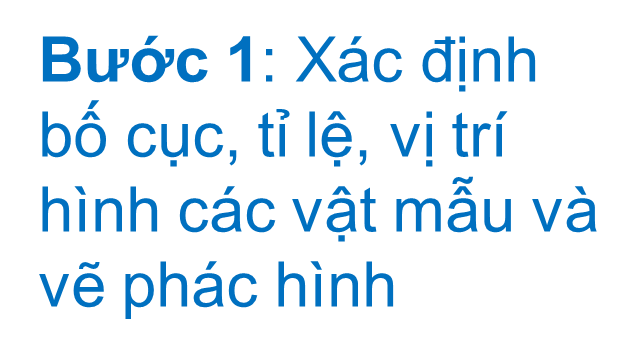 Bước 1: Xác định
bố cục, tỉ lệ, vị trí
hình các vật mẫu và
vẽ phác hình